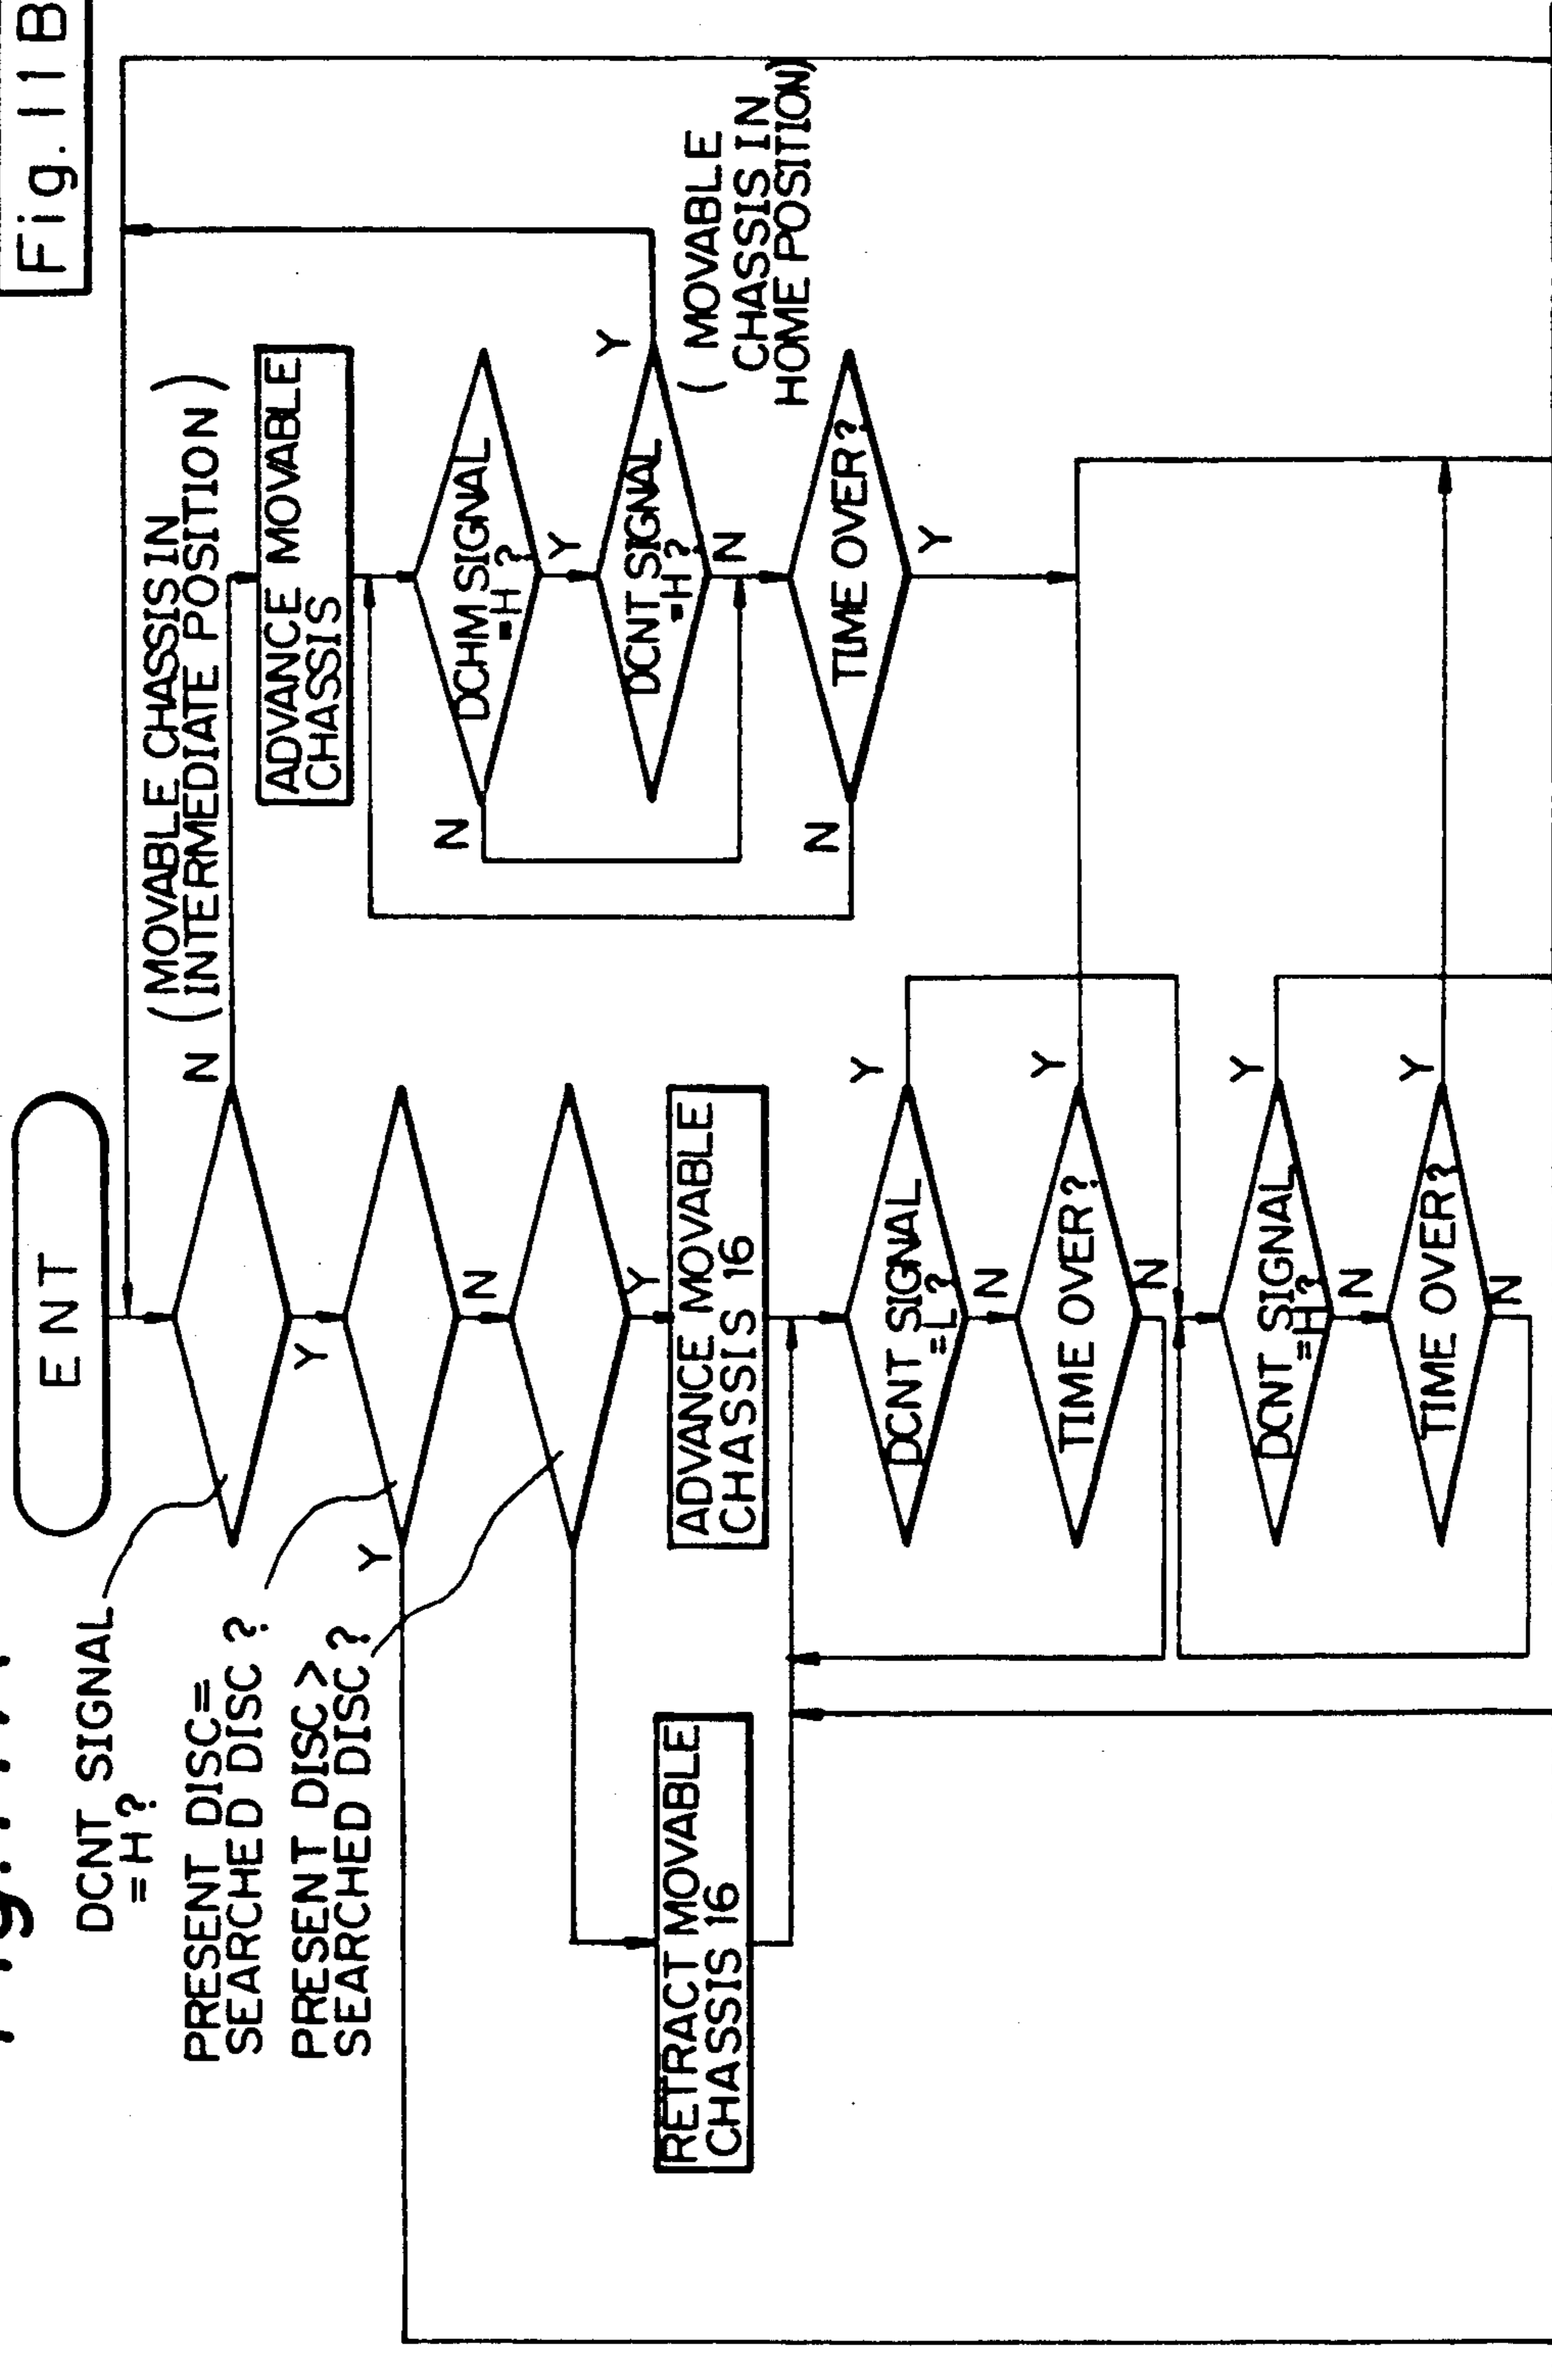 Fig. 11B
ENT
DCNT SIGNAL
=H?
PRESENT DISC=
SEARCHED DISC ?
PRESENT DISC>
SEARCHED DISC ?
N
(MOVABLE CHASSIS IN
INTERMEDIATE POSITION)
Y
Y
N
Y
RETRACT MOVABLE
CHASSIS 16
ADVANCE MOVABLE
CHASSIS 16
DCNT SIGNAL
=L?
Y
N
TIME OVER?
Y
N
DCNT SIGNAL
=H?
Y
N
TIME OVER?
Y
N
ADVANCE MOVABLE
CHASSIS
DCHM SIGNAL
=H?
N
Y
DCNT SIGNAL
=H?
Y
N
(MOVABLE
CHASSIS IN
HOME POSITION)
TIME OVER?
N
Y